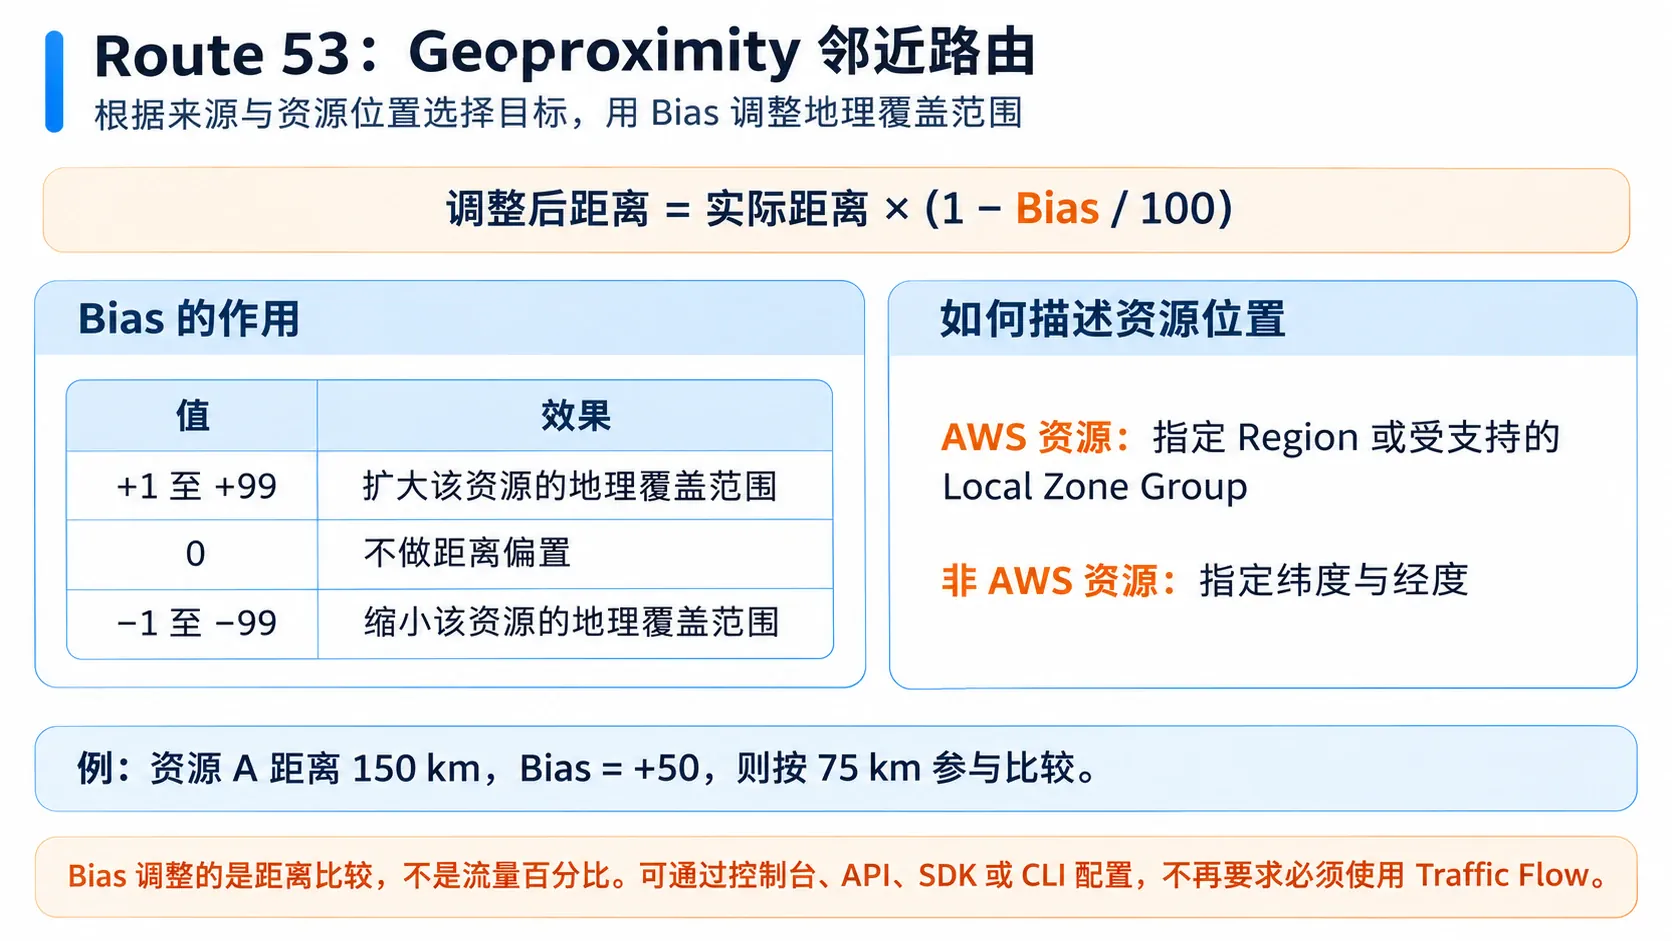 Route 53：Geoproximity 邻近路由
根据来源与资源位置选择目标，用 Bias 调整地理覆盖范围
调整后距离 = 实际距离 × (1 − Bias / 100)
Bias 的作用
值 效果
+1 至 +99 扩大该资源的地理覆盖范围
0 不做距离偏置
−1 至 −99 缩小该资源的地理覆盖范围
如何描述资源位置
AWS 资源：指定 Region 或受支持的
Local Zone Group
非 AWS 资源：指定纬度与经度
例：资源 A 距离 150 km，Bias = +50，则按 75 km 参与比较。
Bias 调整的是距离比较，不是流量百分比。可通过控制台、API、SDK 或 CLI 配置，不再要求必须使用 Traffic Flow。